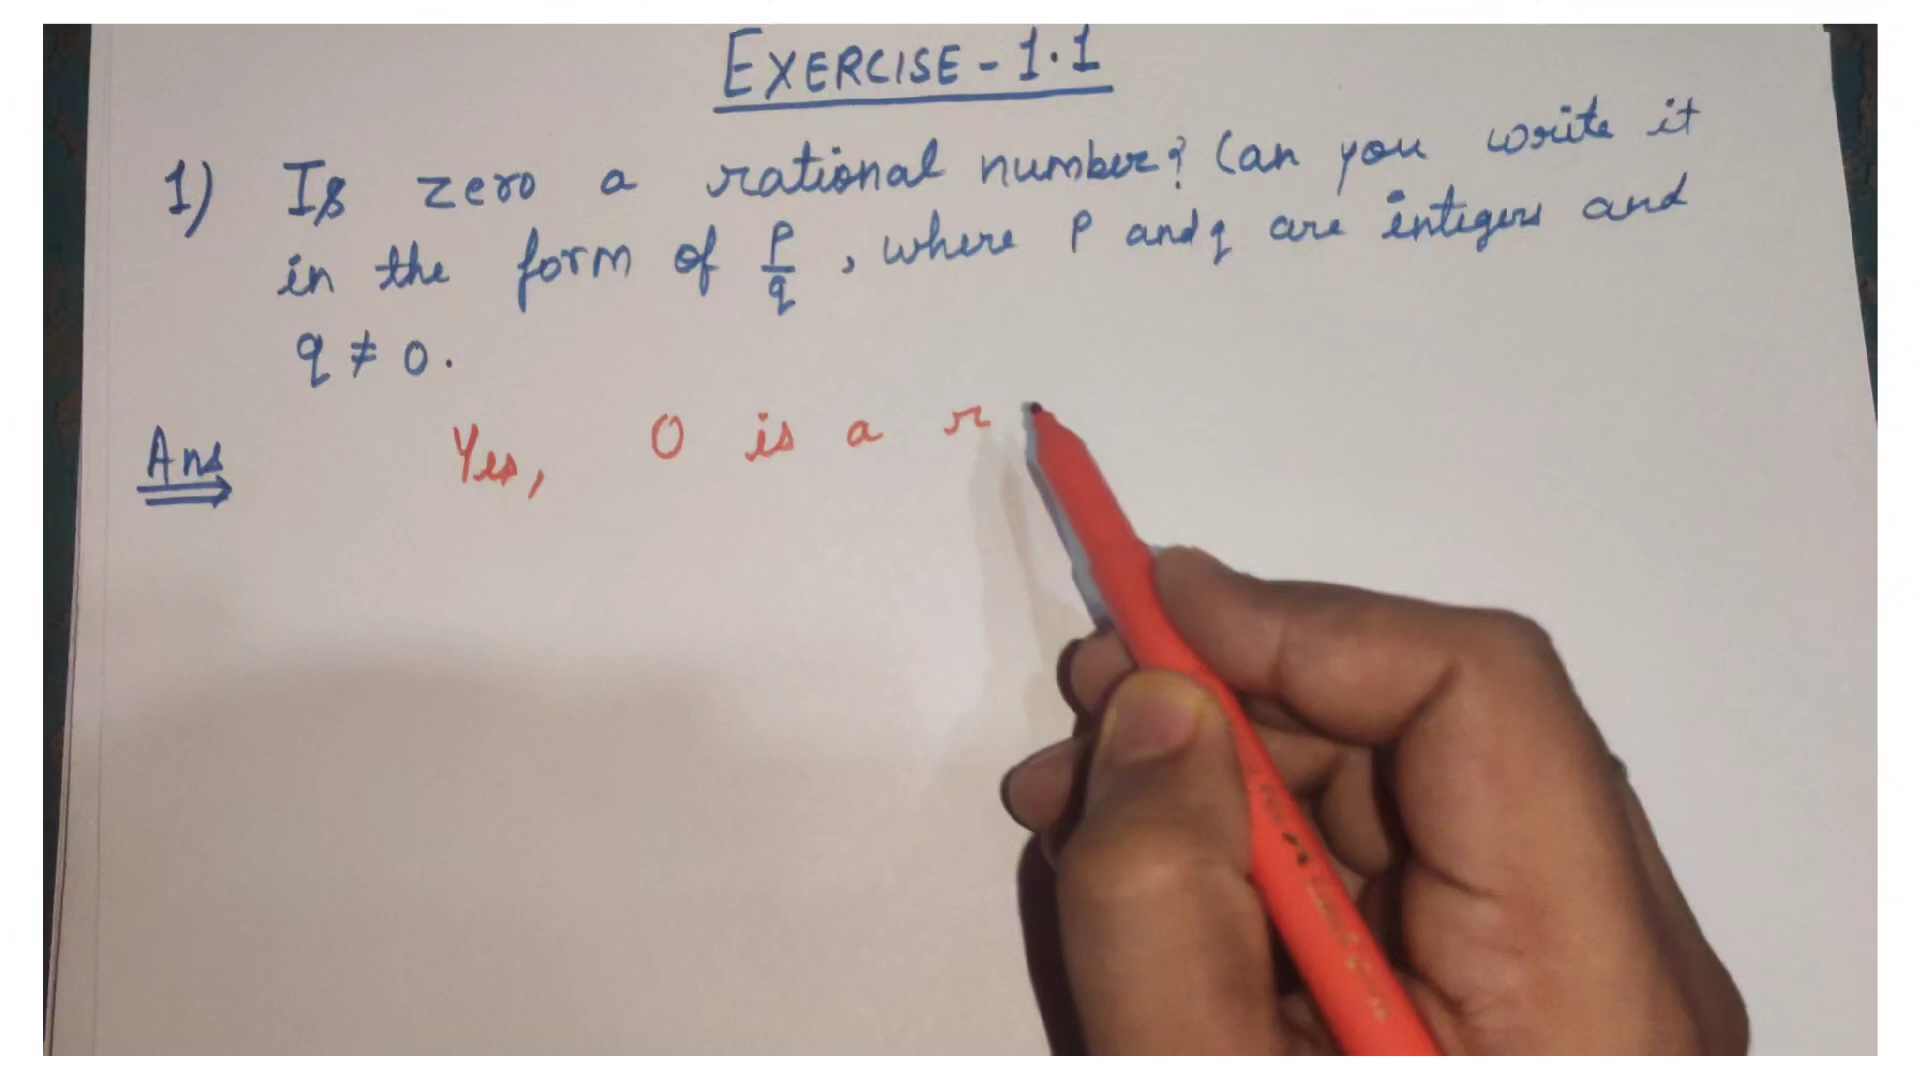 EXERCISE - 1.1
1) Is zero a rational number? Can you write it
in the form of p/q, where p and q are integers and
q ≠ 0.
Ans Yes, 0 is a r